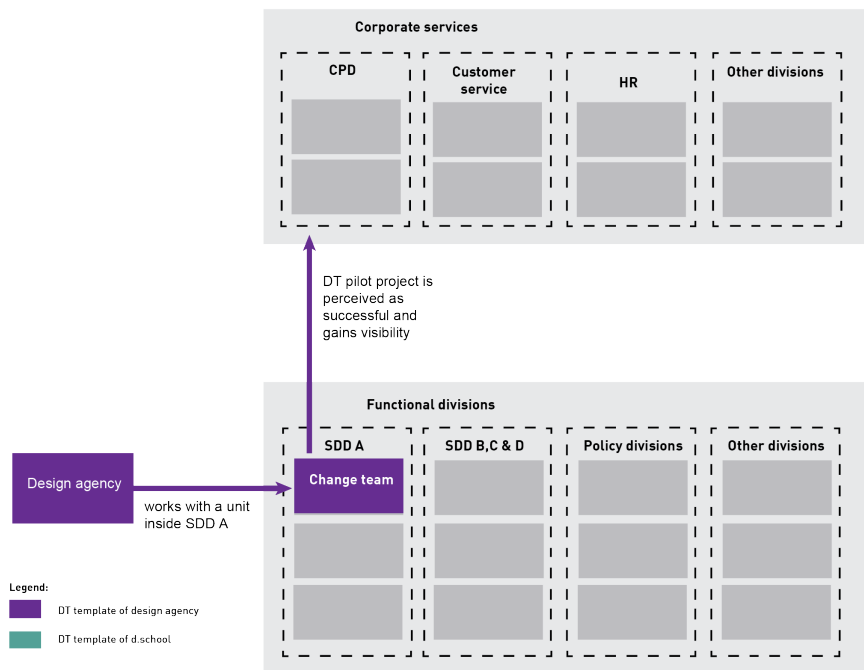 Corporate services
CPD
Customer
service
HR
Other divisions
DT pilot project is
perceived as
successful and
gains visibility
Functional divisions
SDD A
SDD B,C & D
Policy divisions
Other divisions
Change team
Design agency
works with a unit
inside SDD A
Legend:
DT template of design agency
DT template of d.school